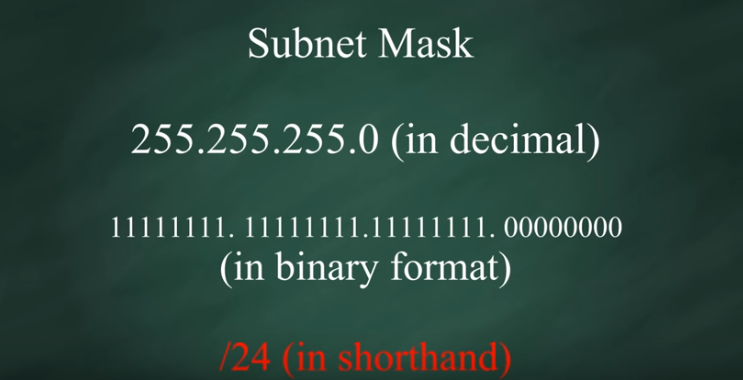 Subnet Mask
255.255.255.0 (in decimal)
11111111. 11111111.11111111. 00000000
(in binary format)
/24 (in shorthand)